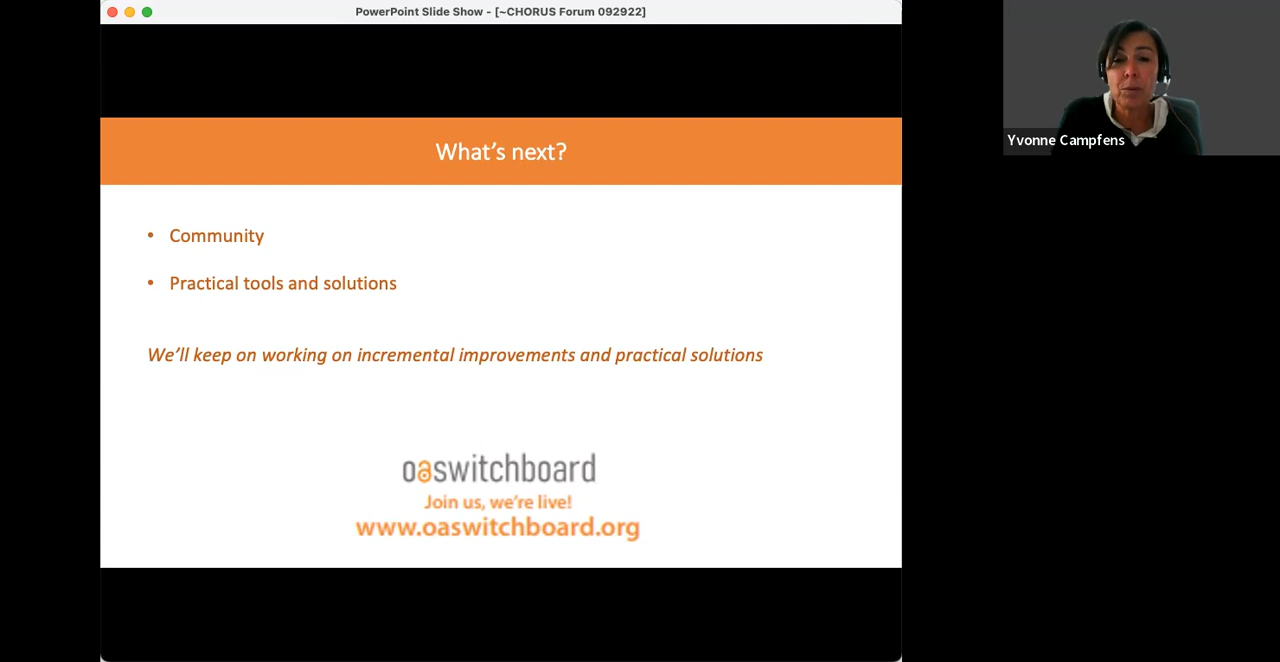 PowerPoint Slide Show - [~CHORUS Forum 092922]
What’s next?
• Community
• Practical tools and solutions
We’ll keep on working on incremental improvements and practical solutions
oaswitchboard
Join us, we’re live!
www.oaswitchboard.org
Yvonne Campfens